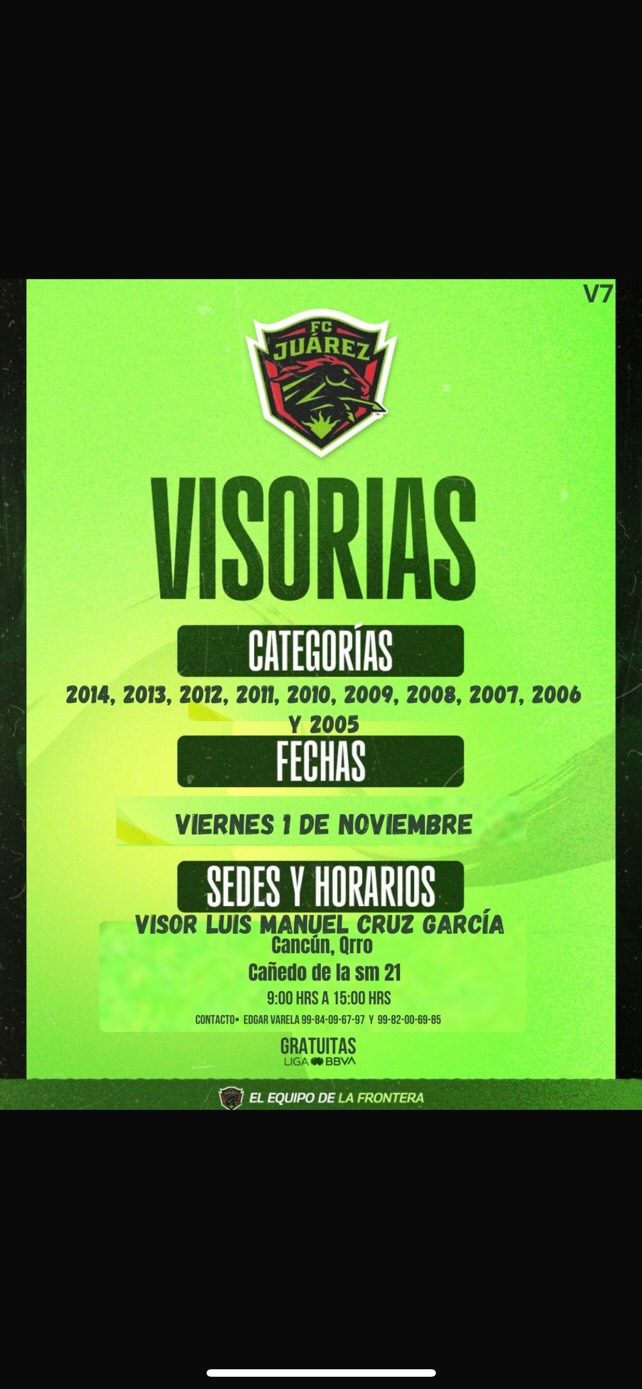 V7
FC
JUÁREZ
VISORIAS
CATEGORÍAS
2014, 2013, 2012, 2011, 2010, 2009, 2008, 2007, 2006
Y 2005
FECHAS
VIERNES 1 DE NOVIEMBRE
SEDES Y HORARIOS
VISOR LUIS MANUEL CRUZ GARCÍA
Cancún, Qrro
Cañedo de la sm 21
9:00 HRS A 15:00 HRS
CONTACTO• EDGAR VARELA 99-84-09-67-97 Y 99-82-00-69-85
GRATUITAS
LIGA BBVA
EL EQUIPO DE LA FRONTERA